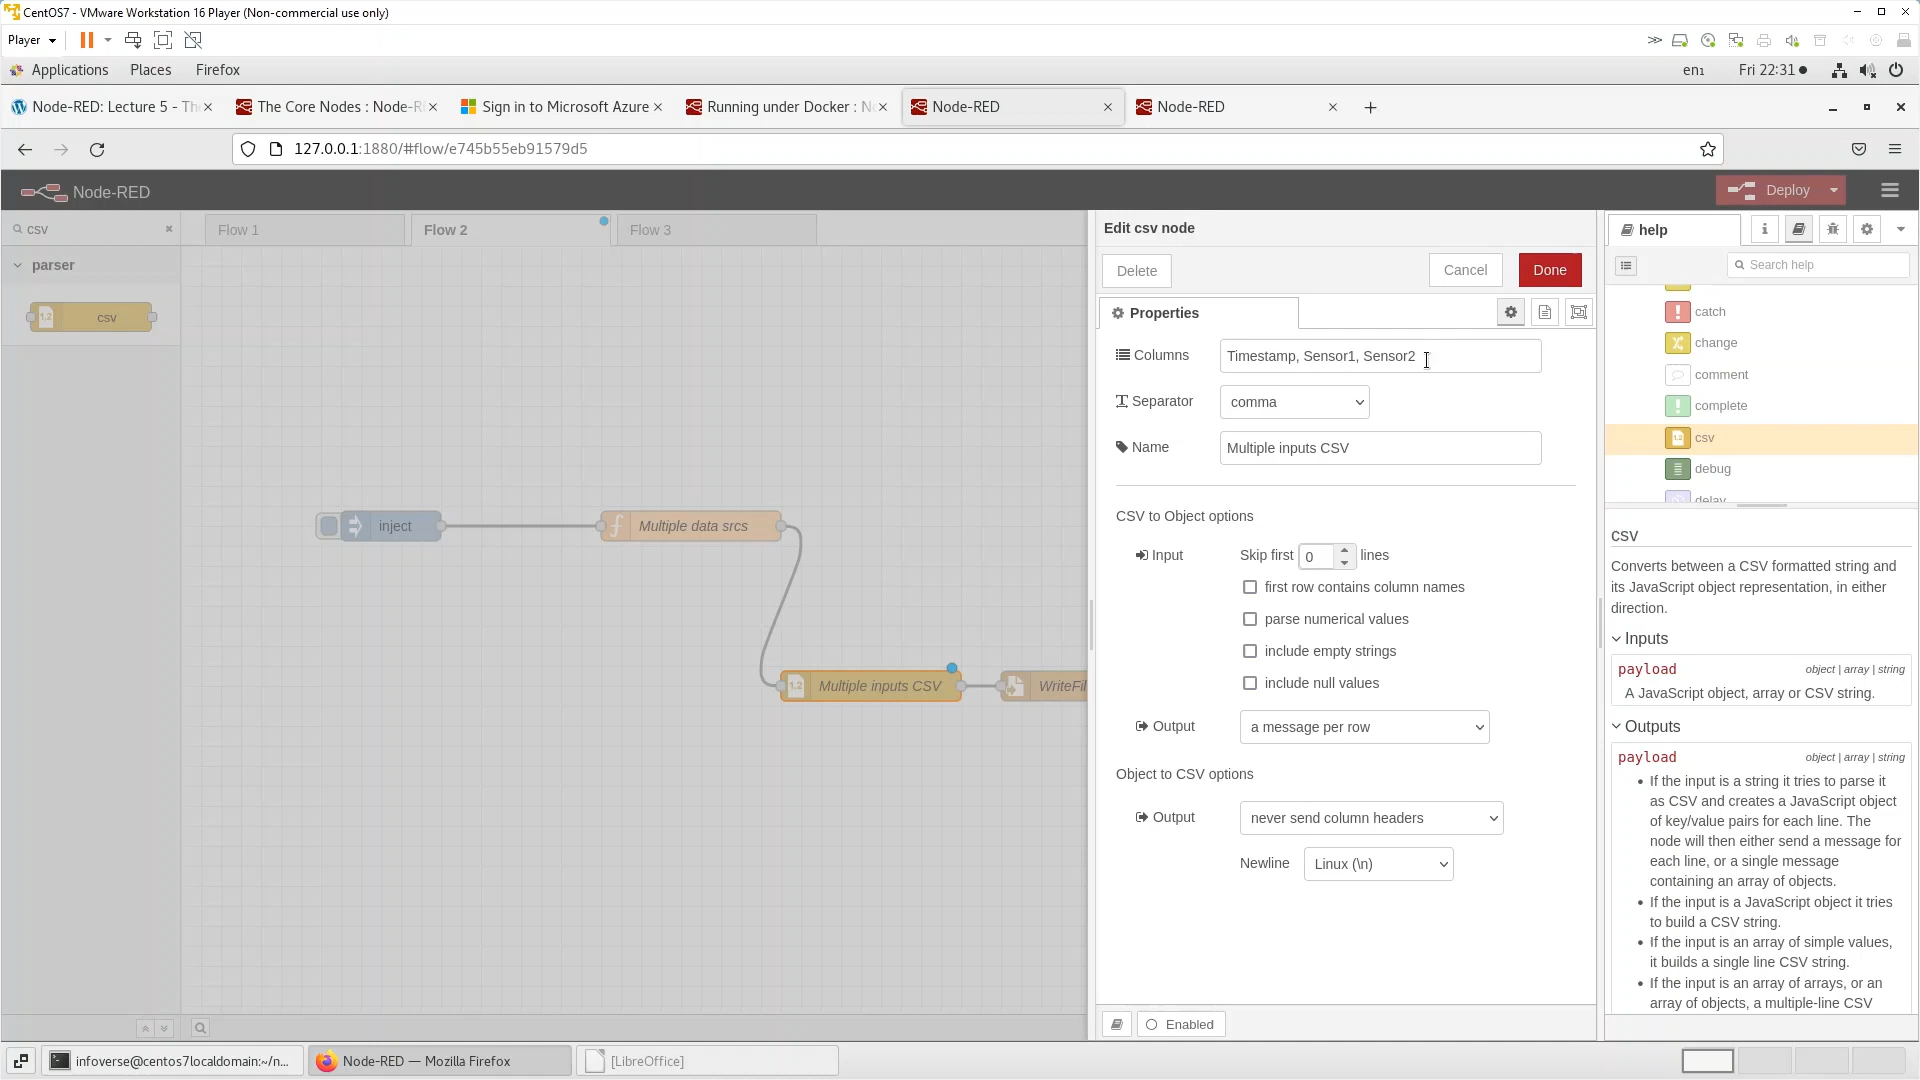 CentOS7 - VMware Workstation 16 Player (Non-commercial use only)
Player
Applications Places Firefox
en1 Fri 22:31
Node-RED: Lecture 5 - Th
The Core Nodes : Node-R
Sign in to Microsoft Azure
Running under Docker : N
Node-RED
Node-RED
127.0.0.1:1880/#flow/e745b55eb91579d5
Node-RED
Deploy
csv
Flow 1
Flow 2
Flow 3
parser
csv
inject
Multiple data srcs
Multiple inputs CSV
WriteFil
Edit csv node
Delete
Cancel
Done
Properties
Columns Timestamp, Sensor1, Sensor2
Separator comma
Name Multiple inputs CSV
CSV to Object options
Input Skip first 0 lines
first row contains column names
parse numerical values
include empty strings
include null values
Output a message per row
Object to CSV options
Output never send column headers
Newline Linux (\n)
Enabled
help
Search help
catch
change
comment
complete
csv
debug
delay
csv
Converts between a CSV formatted string and
its JavaScript object representation, in either
direction.
Inputs
payload object | array | string
A JavaScript object, array or CSV string.
Outputs
payload object | array | string
• If the input is a string it tries to parse it
as CSV and creates a JavaScript object
of key/value pairs for each line. The
node will then either send a message for
each line, or a single message
containing an array of objects.
• If the input is a JavaScript object it tries
to build a CSV string.
• If the input is an array of simple values,
it builds a single line CSV string.
• If the input is an array of arrays, or an
array of objects, a multiple-line CSV
infoverse@centos7localdomain:~/n...
Node-RED — Mozilla Firefox
[LibreOffice]